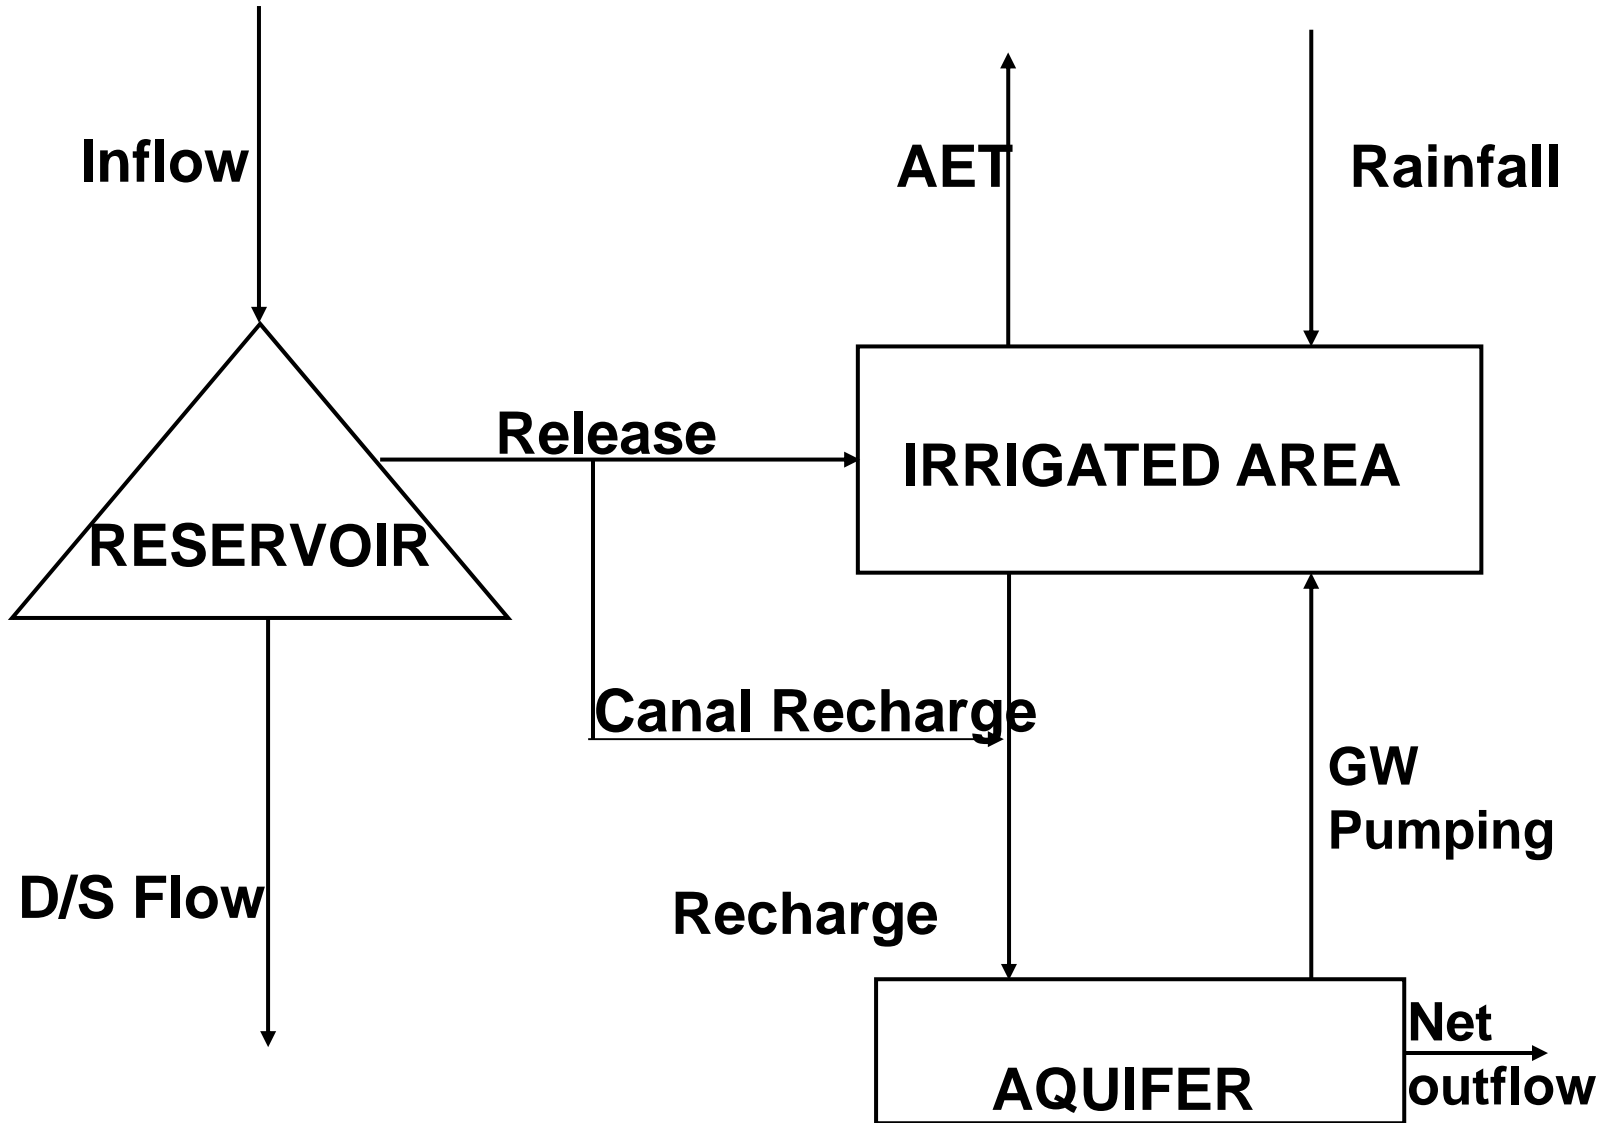 Inflow
AET
Rainfall
Release
IRRIGATED AREA
RESERVOIR
Canal Recharge
GW
Pumping
D/S Flow
Recharge
Net
outflow
AQUIFER